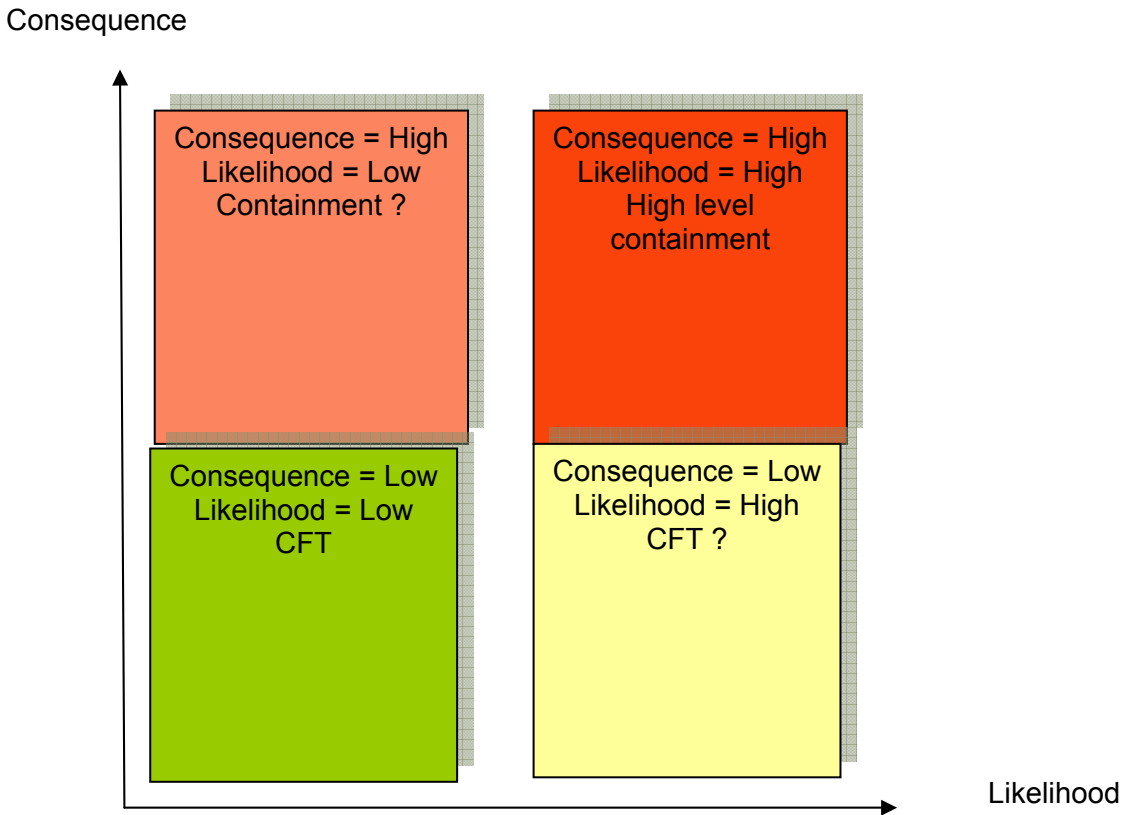 Consequence
Consequence = High
Likelihood = Low
Containment ?
Consequence = High
Likelihood = High
High level
containment
Consequence = Low
Likelihood = Low
CFT
Consequence = Low
Likelihood = High
CFT ?
Likelihood